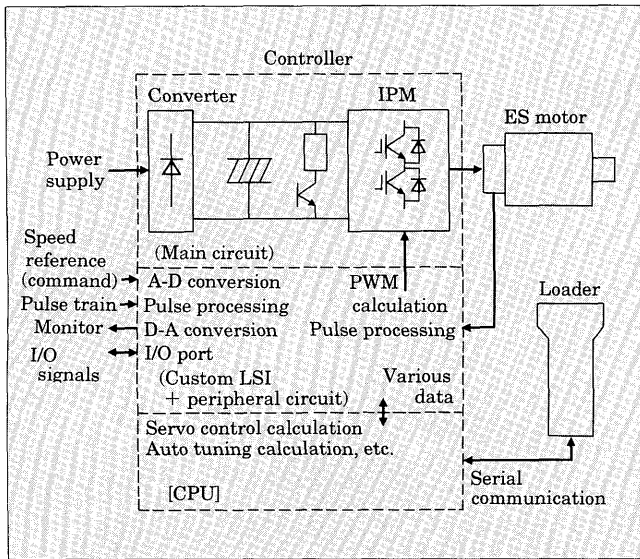 Controller
Converter
IPM
ES motor
Power
supply
(Main circuit)
Speed
reference
(command)
A-D conversion
PWM
calculation
Pulse train
Pulse processing
Pulse processing
Monitor
D-A conversion
I/O
signals
I/O port
(Custom LSI
+ peripheral circuit)
Various
data
Loader
Servo control calculation
Auto tuning calculation, etc.
[CPU]
Serial
communication